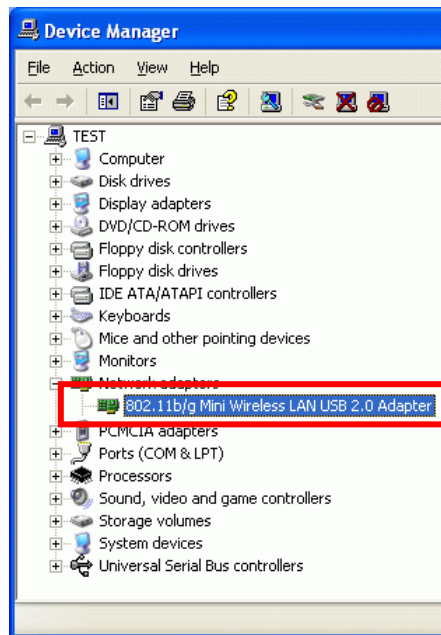 Device Manager
File Action View Help
TEST
Computer
Disk drives
Display adapters
DVD/CD-ROM drives
Floppy disk controllers
Floppy disk drives
IDE ATA/ATAPI controllers
Keyboards
Mice and other pointing devices
Monitors
Network adapters
802.11b/g Mini Wireless LAN USB 2.0 Adapter
PCMCIA adapters
Ports (COM & LPT)
Processors
Sound, video and game controllers
Storage volumes
System devices
Universal Serial Bus controllers